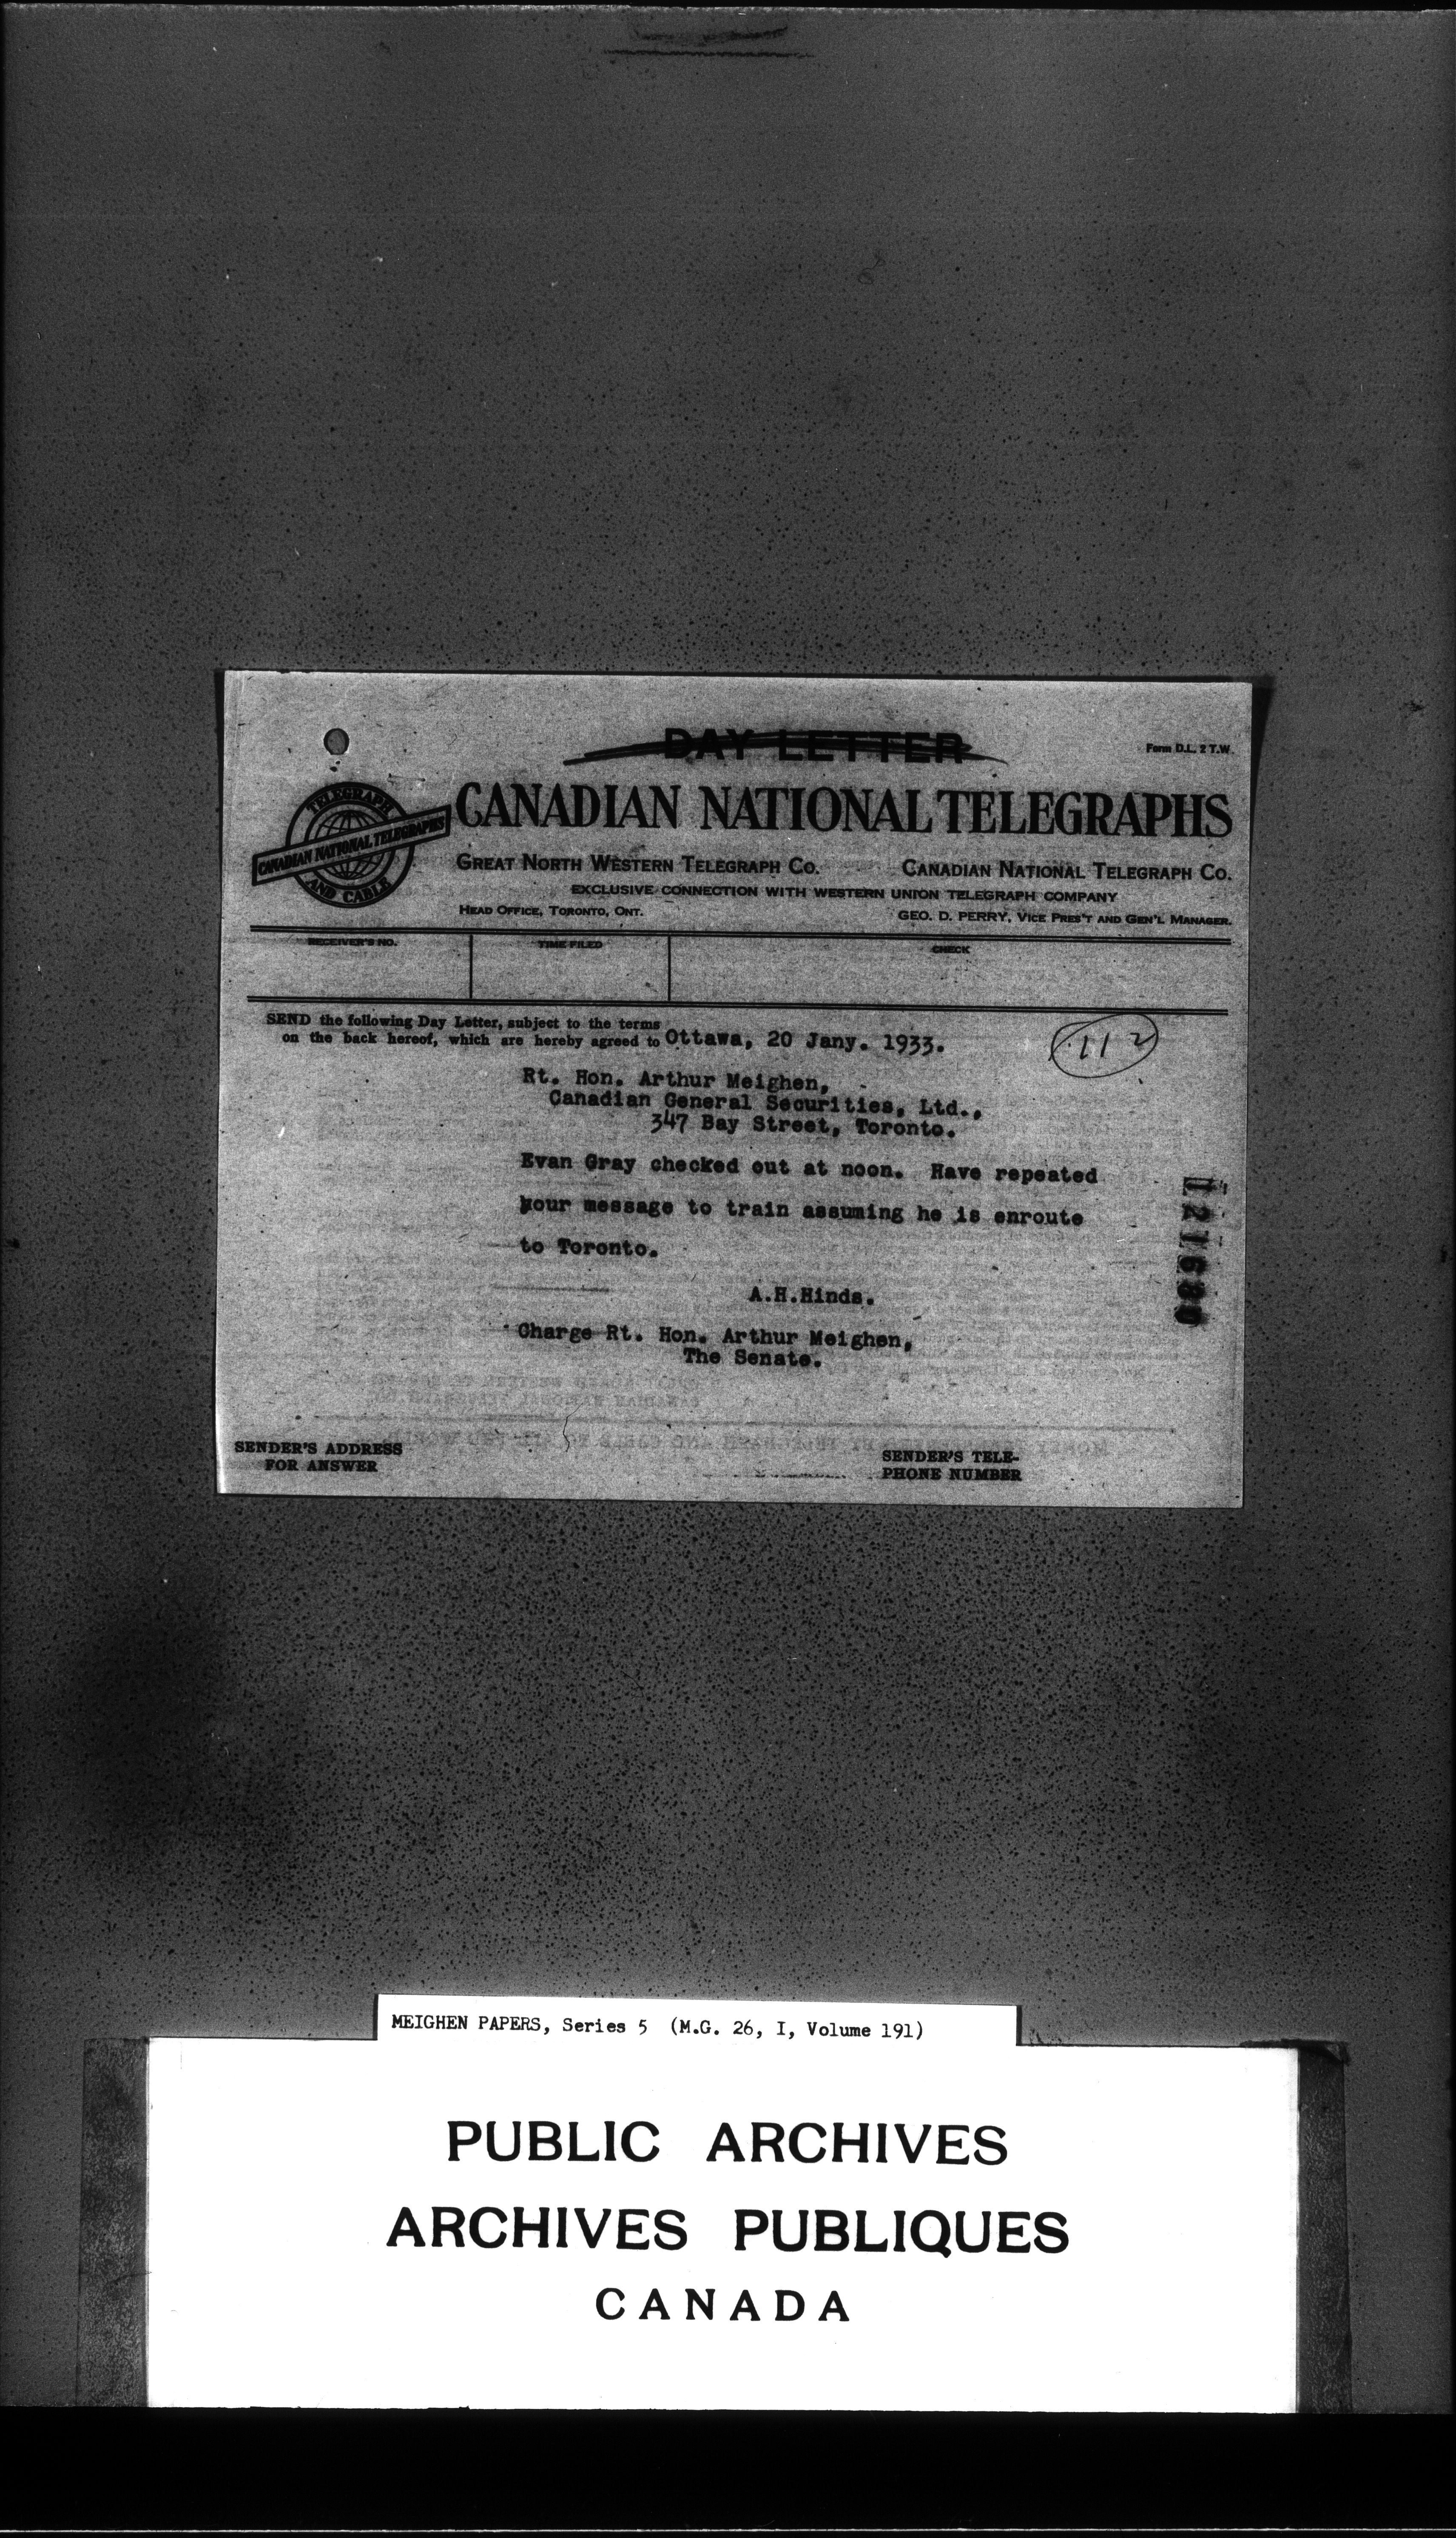 DAY LETTER
Form D.L. 2 T.W.
TELEGRAPH
CANADIAN NATIONAL TELEGRAPHS
AND CABLE
CANADIAN NATIONAL TELEGRAPHS
GREAT NORTH WESTERN TELEGRAPH CO. CANADIAN NATIONAL TELEGRAPH CO.
EXCLUSIVE CONNECTION WITH WESTERN UNION TELEGRAPH COMPANY
HEAD OFFICE, TORONTO, ONT. GEO. D. PERRY, VICE PRES'T AND GEN'L MANAGER.
RECEIVER'S NO. TIME FILED CHECK
SEND the following Day Letter, subject to the terms
on the back hereof, which are hereby agreed to Ottawa, 20 Jany. 1933.
112
Rt. Hon. Arthur Meighen,
Canadian General Securities, Ltd.,
347 Bay Street, Toronto.
Evan Gray checked out at noon. Have repeated
your message to train assuming he is enroute
to Toronto.
A.H.Hinds.
Charge Rt. Hon. Arthur Meighen,
The Senate.
SENDER'S ADDRESS
FOR ANSWER
SENDER'S TELE-
PHONE NUMBER
MEIGHEN PAPERS, Series 5 (M.G. 26, I, Volume 191)
PUBLIC ARCHIVES
ARCHIVES PUBLIQUES
CANADA